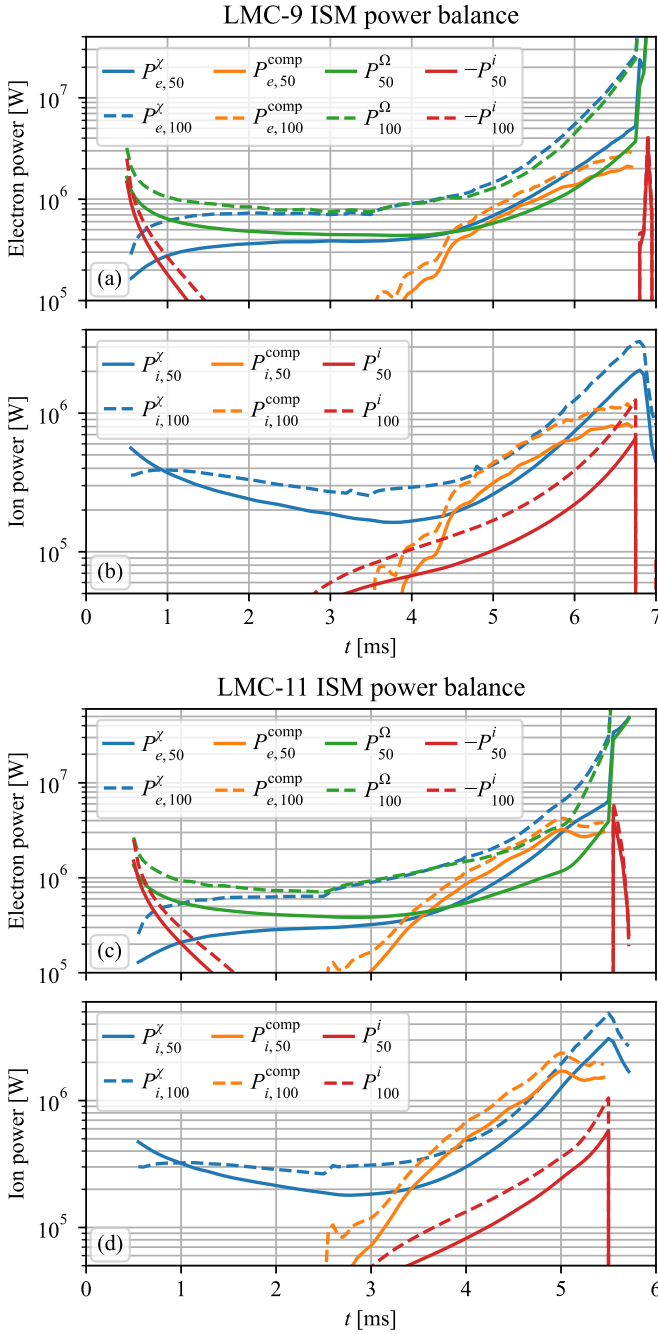 LMC-9 ISM power balance
Electron power [W]
10^7
10^6
10^5
P^χ_{e,50} P^comp_{e,50} P^Ω_{50} −P^i_{50}
P^χ_{e,100} P^comp_{e,100} P^Ω_{100} −P^i_{100}
(a)
Ion power [W]
10^6
10^5
P^χ_{i,50} P^comp_{i,50} P^i_{50}
P^χ_{i,100} P^comp_{i,100} P^i_{100}
(b)
0 1 2 3 4 5 6 7
t [ms]
LMC-11 ISM power balance
Electron power [W]
10^7
10^6
10^5
P^χ_{e,50} P^comp_{e,50} P^Ω_{50} −P^i_{50}
P^χ_{e,100} P^comp_{e,100} P^Ω_{100} −P^i_{100}
(c)
Ion power [W]
10^6
10^5
P^χ_{i,50} P^comp_{i,50} P^i_{50}
P^χ_{i,100} P^comp_{i,100} P^i_{100}
(d)
0 1 2 3 4 5 6
t [ms]